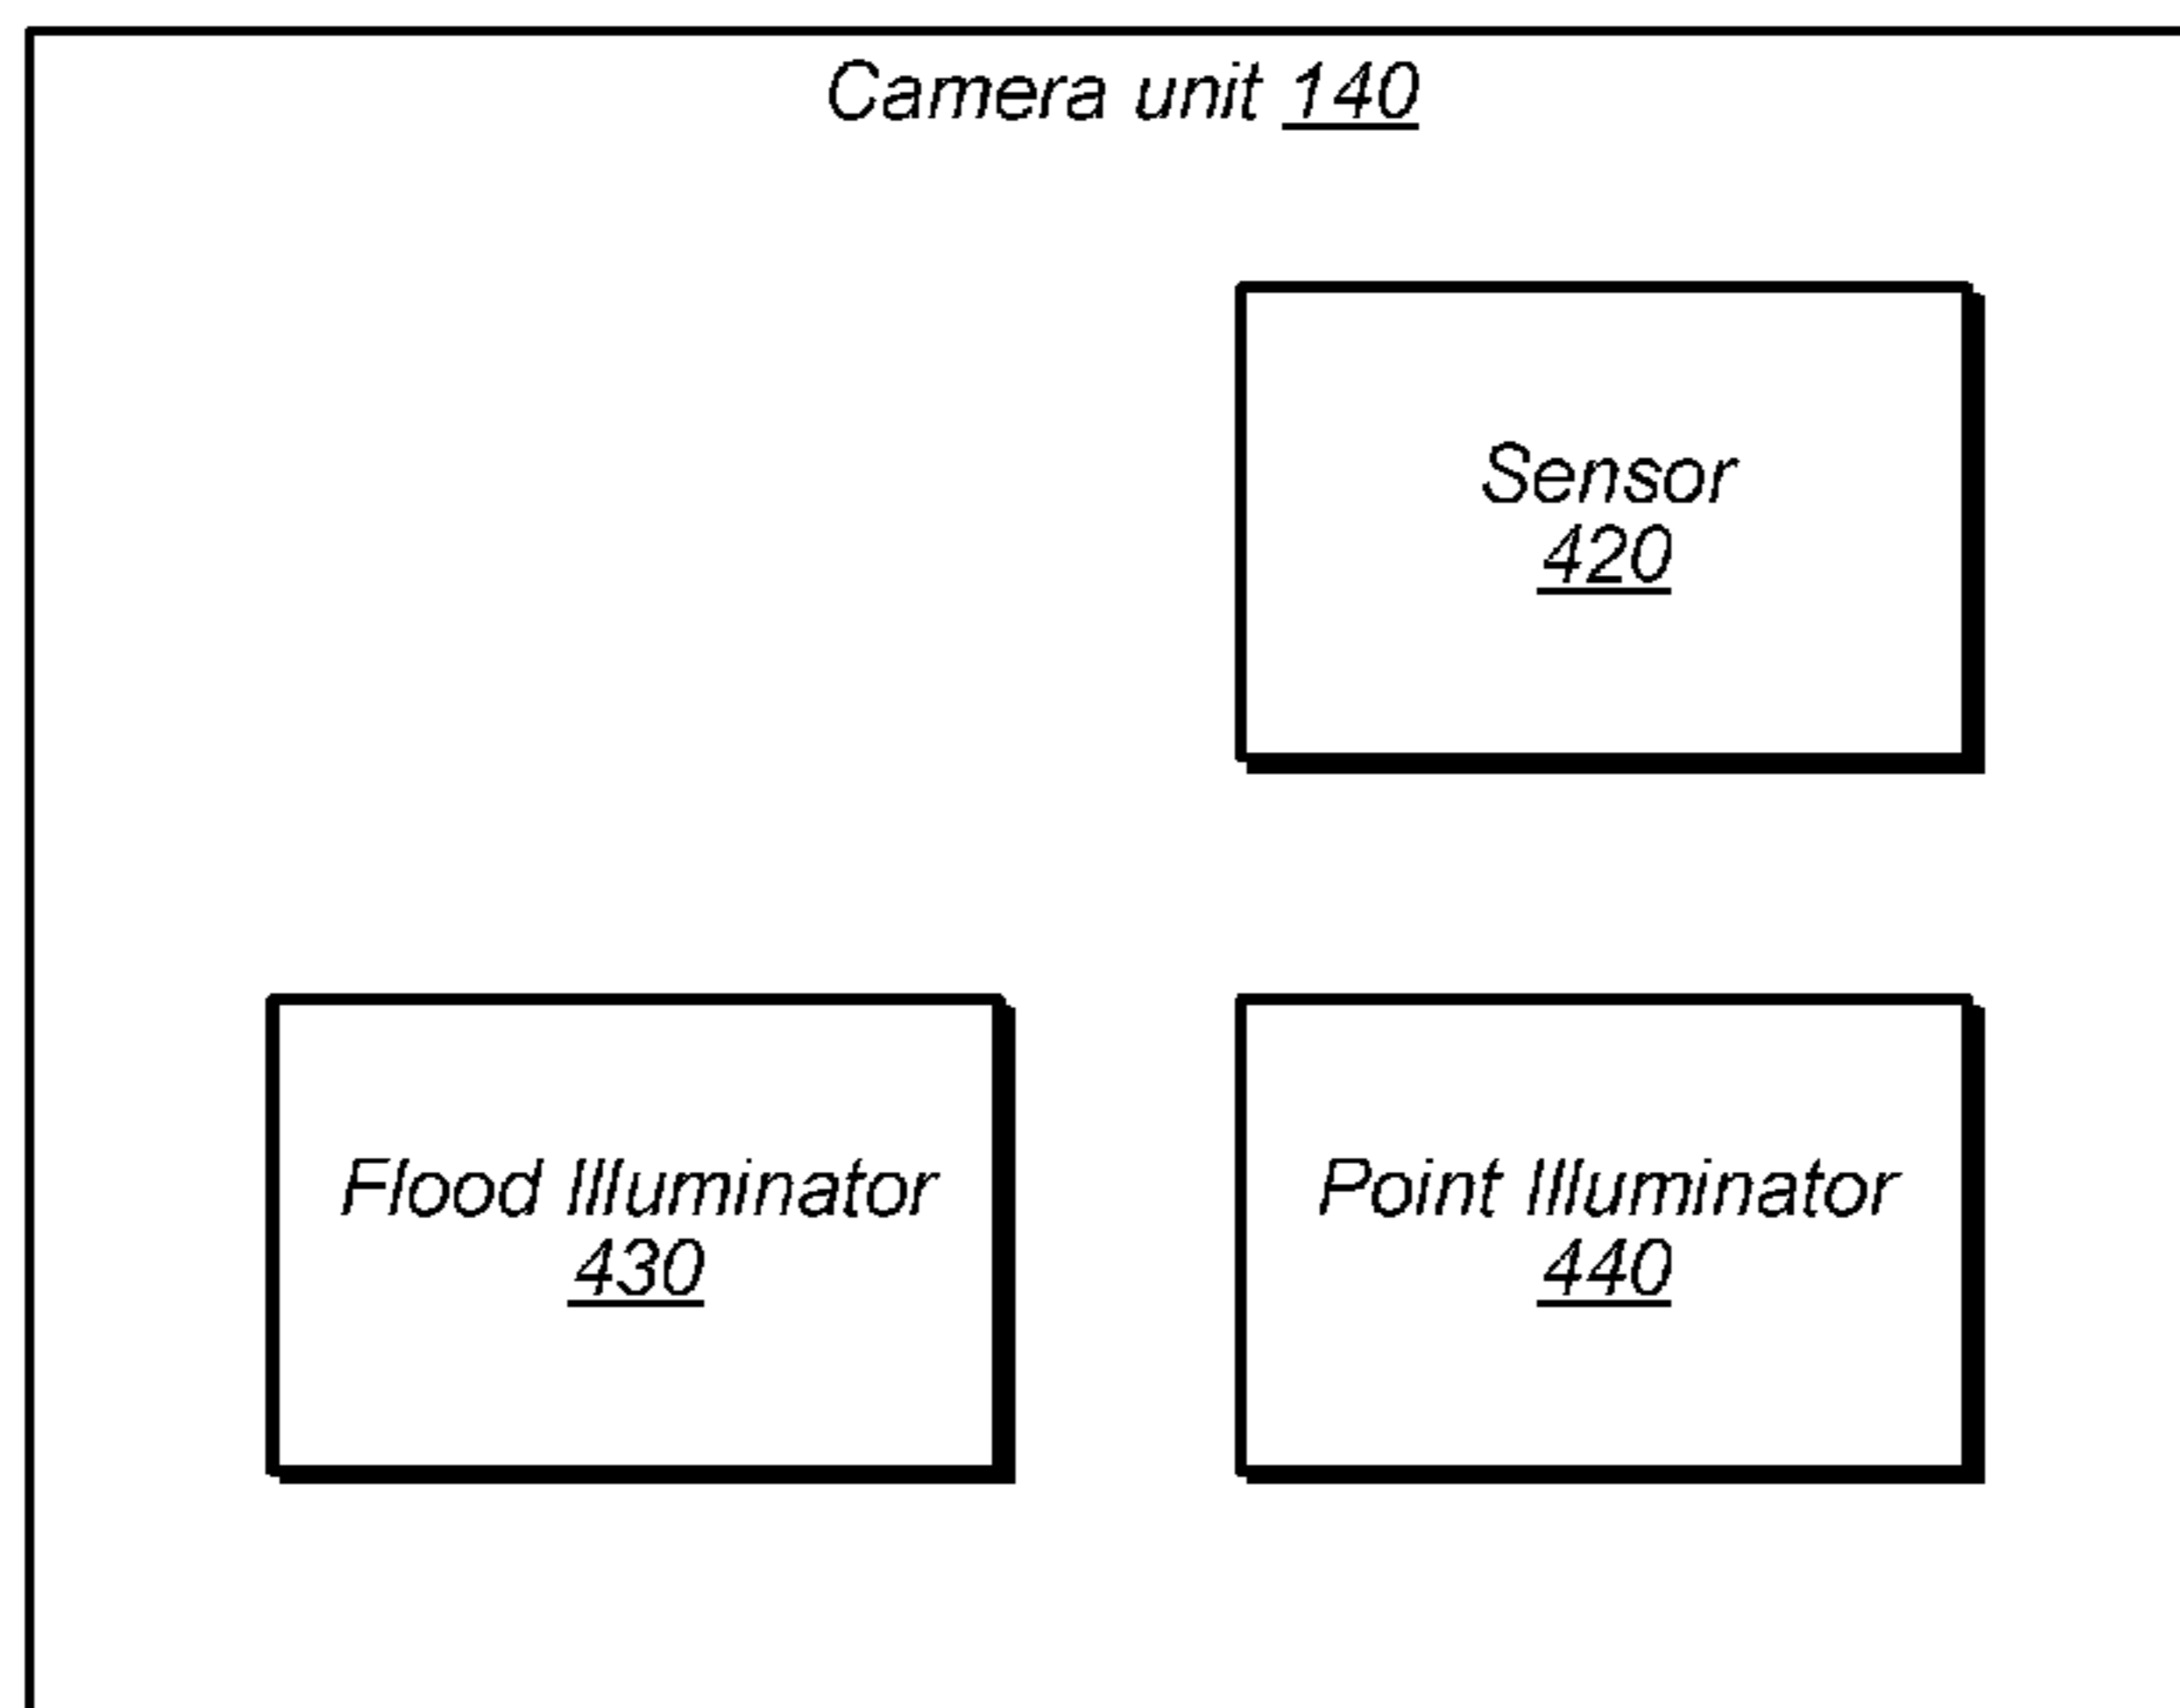 Camera unit 140
Sensor
420
Flood Illuminator
430
Point Illuminator
440